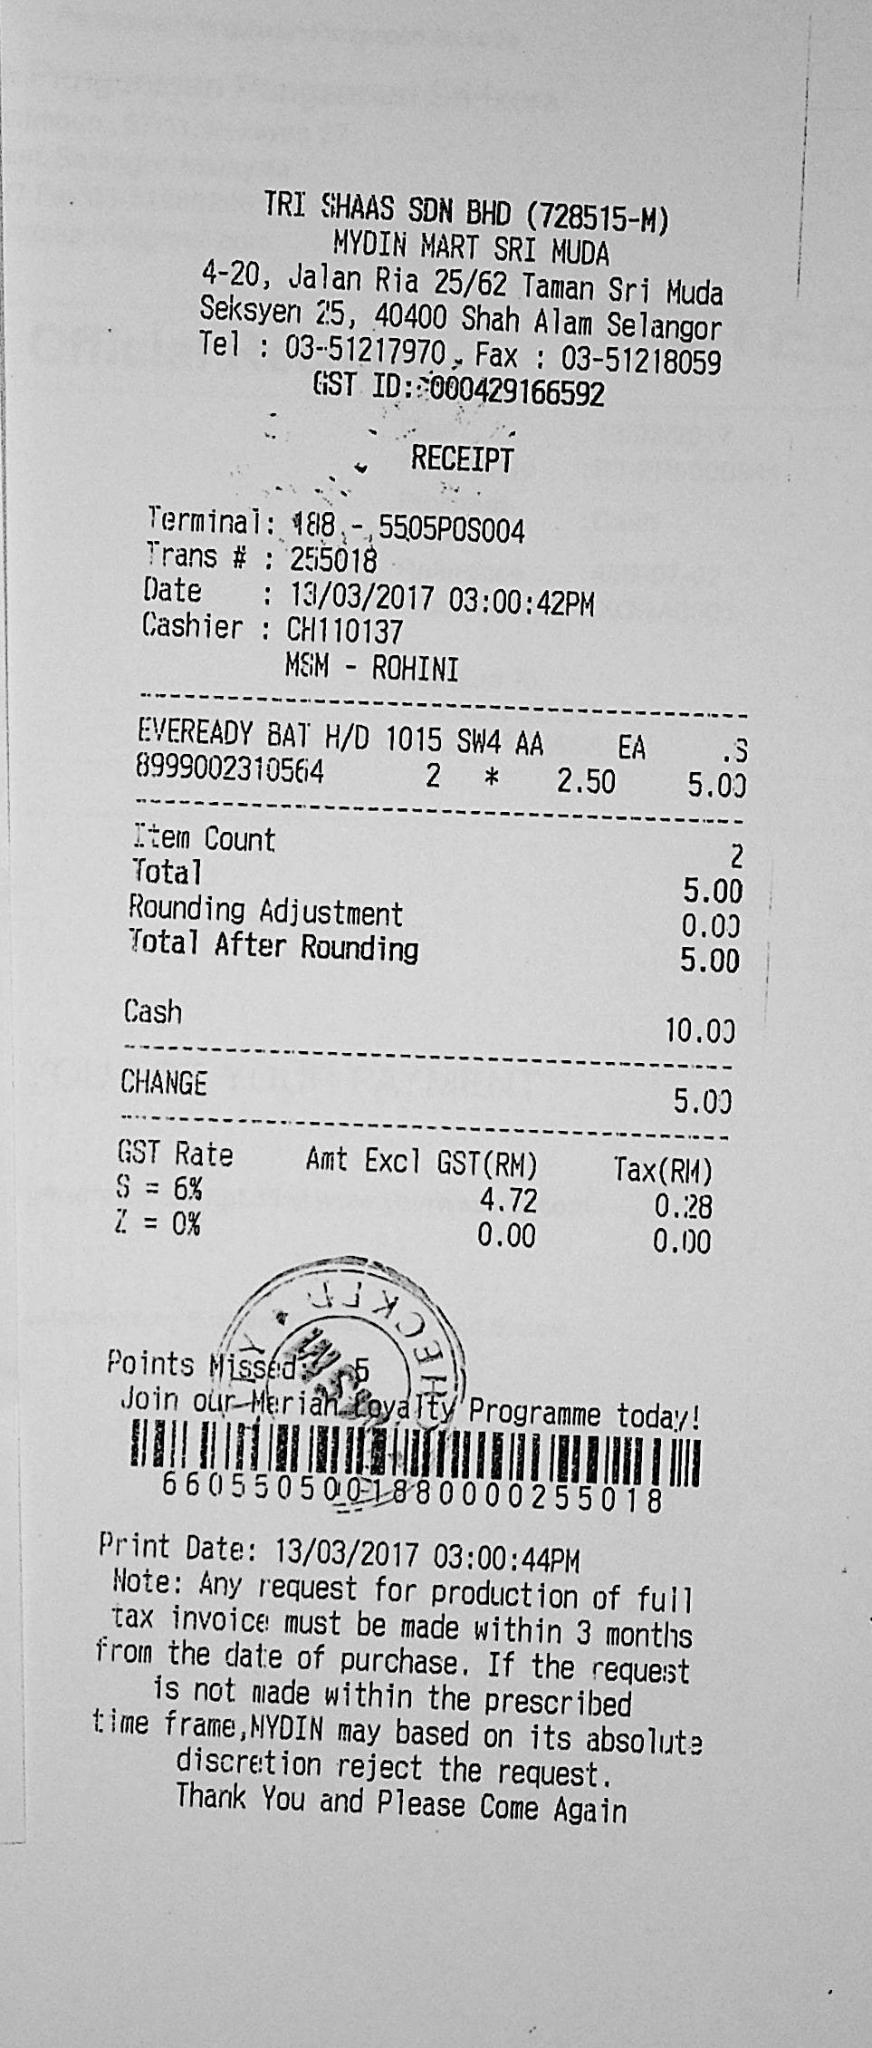 TRI SHAAS SDN BHD (728515-M)
MYDIN MART SRI MUDA
4-20, Jalan Ria 25/62 Taman Sri Muda
Seksyen 25, 40400 Shah Alam Selangor
Tel : 03-51217970, Fax : 03-51218059
GST ID: 000429166592
RECEIPT
Terminal: 188 - 5505POS004
Trans # : 255018
Date : 13/03/2017 03:00:42PM
Cashier : CH110137
MSM - ROHINI
EVEREADY BAT H/D 1015 SW4 AA EA .S
8999002310564 2 * 2.50 5.00
Item Count 2
Total 5.00
Rounding Adjustment 0.00
Total After Rounding 5.00
Cash 10.00
CHANGE 5.00
GST Rate Amt Excl GST(RM) Tax(RM)
S = 6% 4.72 0.28
Z = 0% 0.00 0.00
CHECKED
Points Missed: 5
Join our Meriah Loyalty Programme today!
6605505001880000255018
Print Date: 13/03/2017 03:00:44PM
Note: Any request for production of full
tax invoice must be made within 3 months
from the date of purchase. If the request
is not made within the prescribed
time frame,MYDIN may based on its absolute
discretion reject the request.
Thank You and Please Come Again